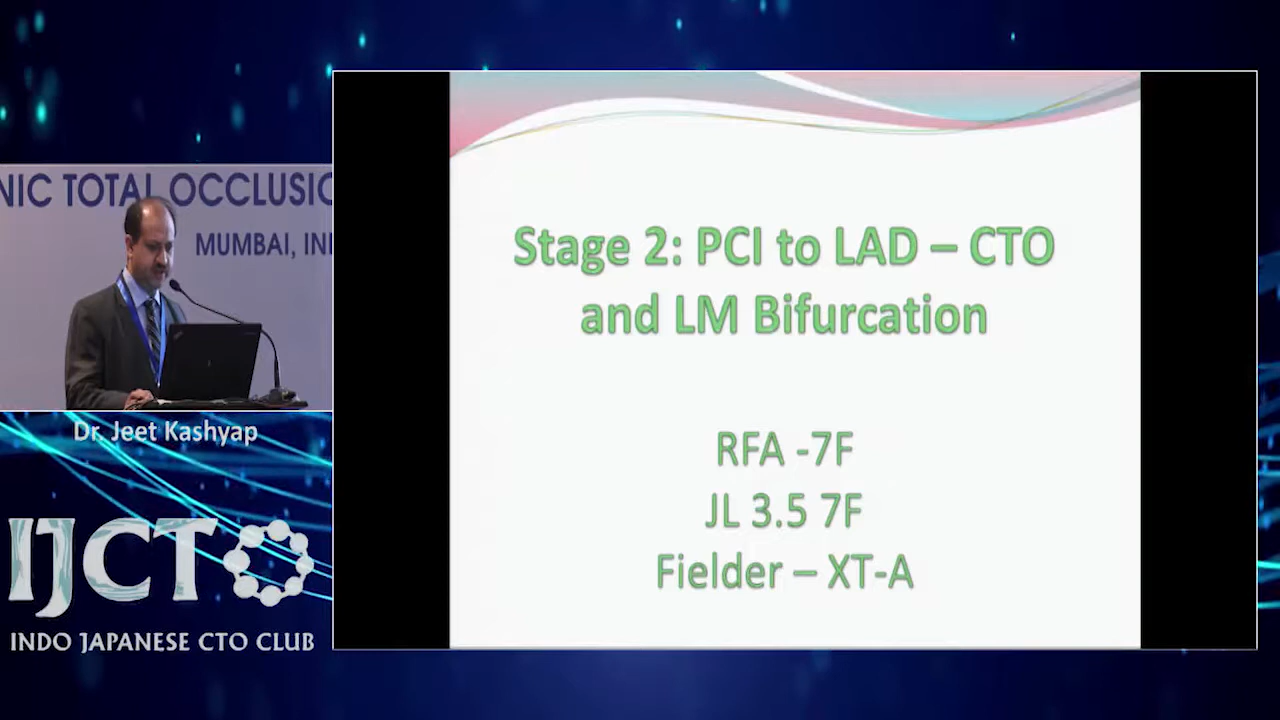 NIC TOTAL OCCLUSIO
MUMBAI, INI
Dr. Jeet Kashyap
IJCTO
INDO JAPANESE CTO CLUB
Stage 2: PCI to LAD – CTO
and LM Bifurcation
RFA -7F
JL 3.5 7F
Fielder – XT-A